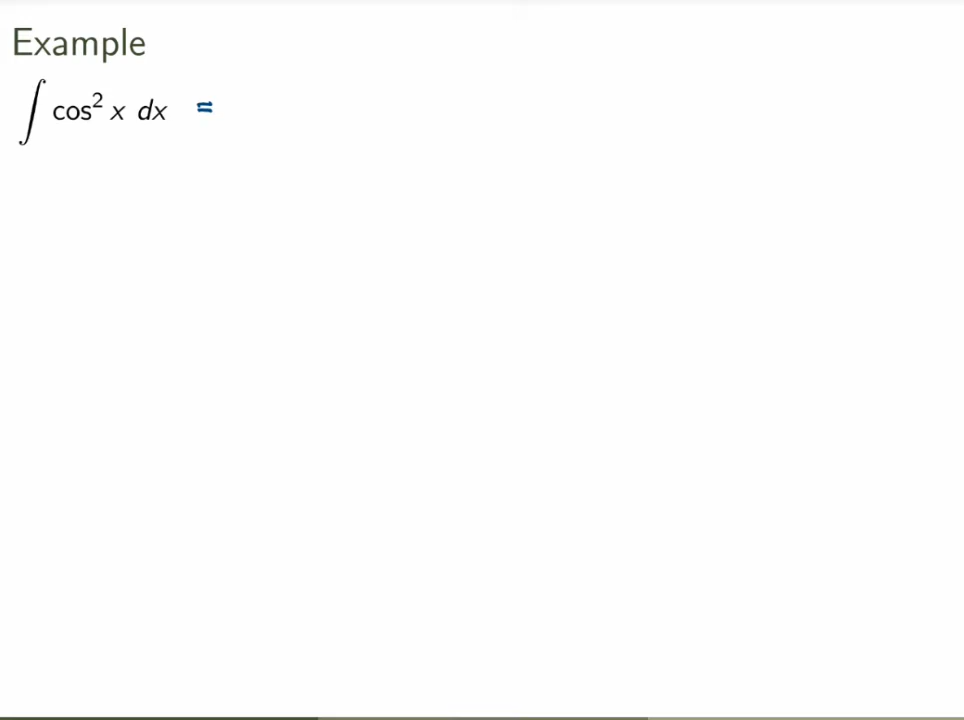 Example
∫ cos² x dx =